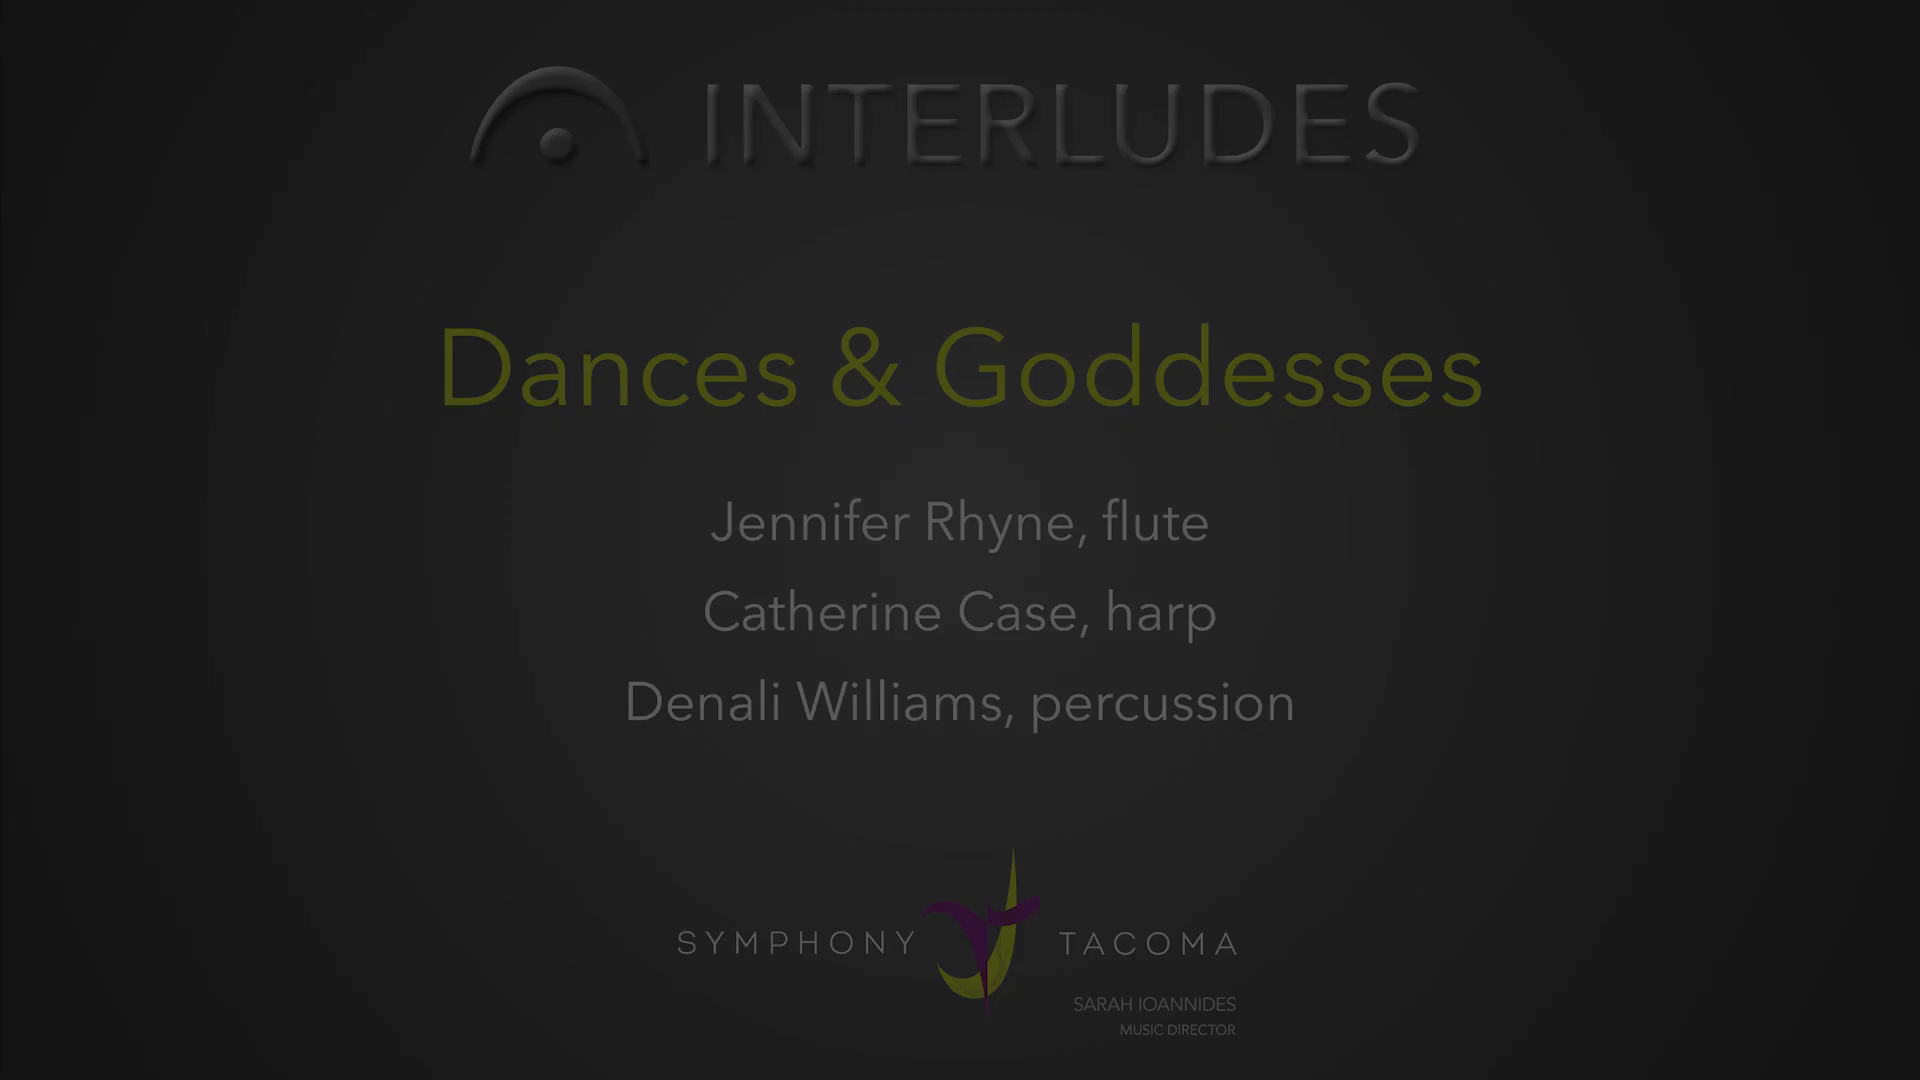 INTERLUDES
Dances & Goddesses
Jennifer Rhyne, flute
Catherine Case, harp
Denali Williams, percussion
SYMPHONY TACOMA
SARAH IOANNIDES
MUSIC DIRECTOR